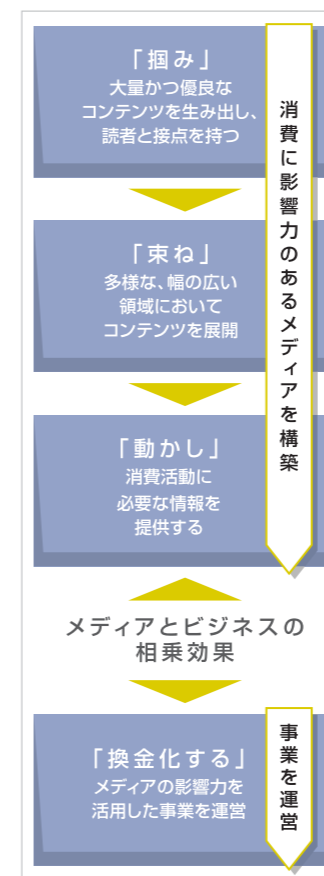 「掴み」
大量かつ優良な
コンテンツを生み出し、
読者と接点を持つ
「束ね」
多様な、幅の広い
領域において
コンテンツを展開
「動かし」
消費活動に
必要な情報を
提供する
消費に影響力のあるメディアを構築
メディアとビジネスの
相乗効果
「換金化する」
メディアの影響力を
活用した事業を運営
事業を運営